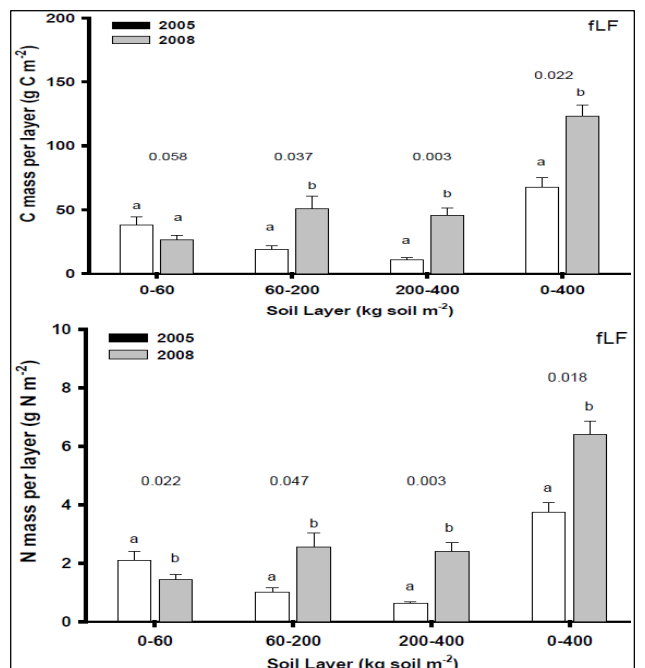 200
2005
fLF
2008
150
0.022
b
0.058
0.037
0.003
100
C mass per layer (g C m-2)
a
b
b
a
a
50
a
a
0
0-60
60-200
200-400
0-400
Soil Layer (kg soil m-2)
10
2005
fLF
2008
8
0.018
b
6
0.022
0.047
0.003
N mass per layer (g N m-2)
a
4
a
b
b
b
2
a
a
0
0-60
60-200
200-400
0-400
Soil Layer (kg soil m-2)